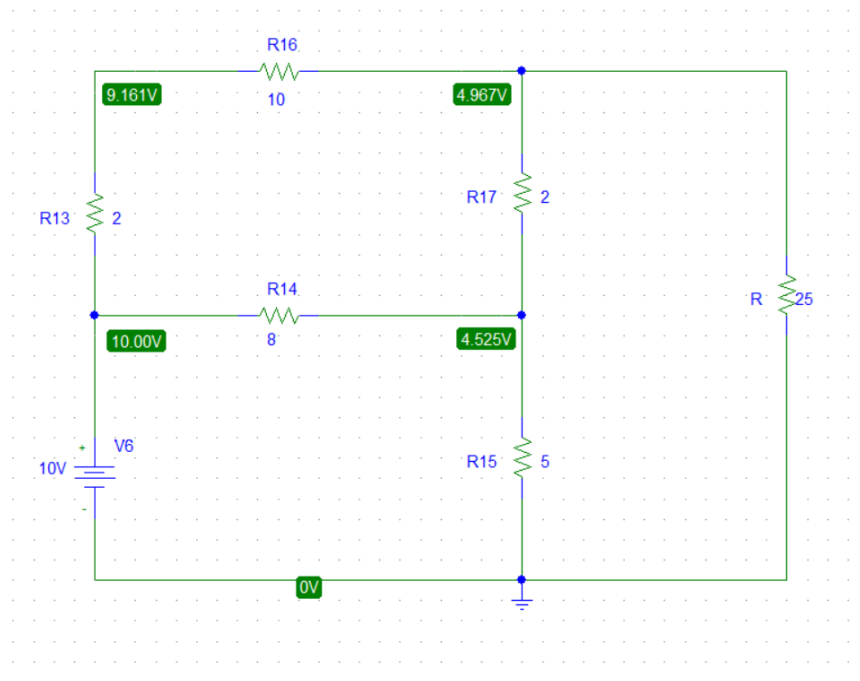 R16
9.161V
10
4.967V
R13
2
R17
2
R14
R
25
10.00V
8
4.525V
+
V6
10V
-
R15
5
0V